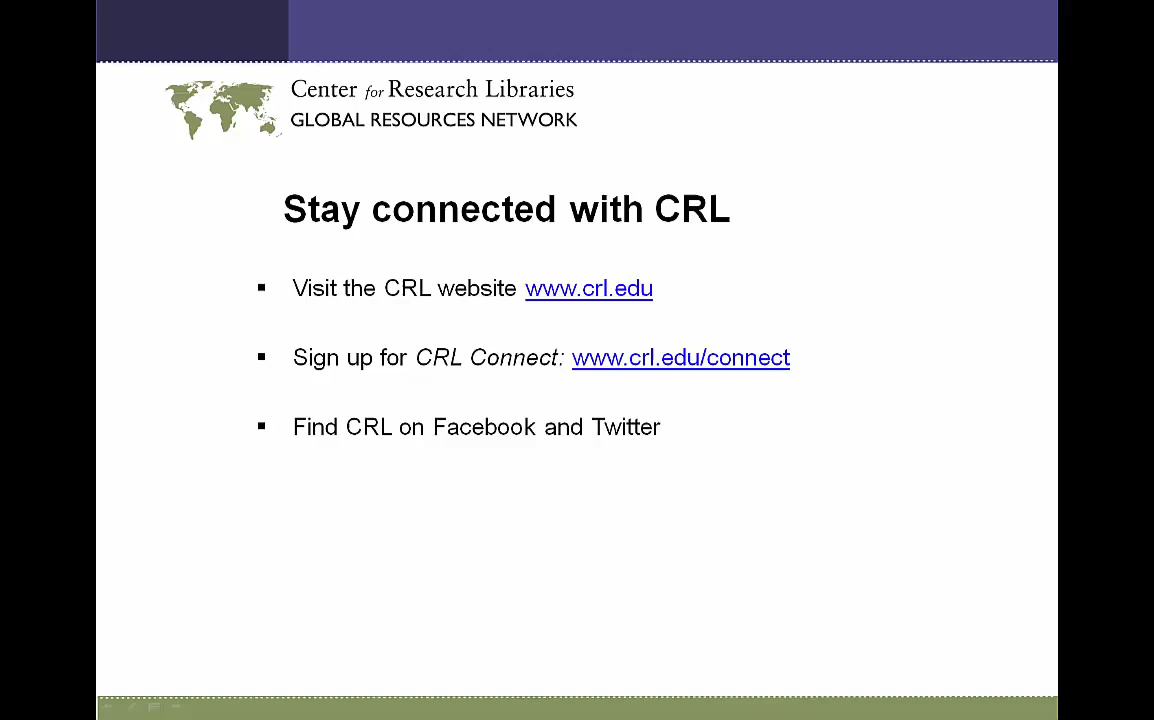 Center for Research Libraries
GLOBAL RESOURCES NETWORK
Stay connected with CRL
▪ Visit the CRL website www.crl.edu
▪ Sign up for CRL Connect: www.crl.edu/connect
▪ Find CRL on Facebook and Twitter